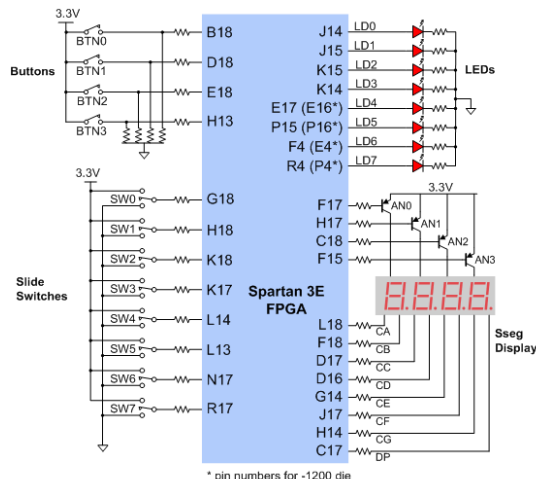 3.3V
BTN0
BTN1
BTN2
BTN3
Buttons
B18
D18
E18
H13
J14 LD0
J15 LD1
K15 LD2
K14 LD3
E17 (E16*) LD4
P15 (P16*) LD5
F4 (E4*) LD6
R4 (P4*) LD7
LEDs
3.3V
SW0 G18
SW1 H18
SW2 K18
SW3 K17
SW4 L14
SW5 L13
SW6 N17
SW7 R17
Slide
Switches
Spartan 3E
FPGA
3.3V
F17 AN0
H17 AN1
C18 AN2
F15 AN3
8.8.8.8.
L18 CA
F18 CB
D17 CC
D16 CD
G14 CE
J17 CF
H14 CG
C17 DP
Sseg
Display
* pin numbers for -1200 die